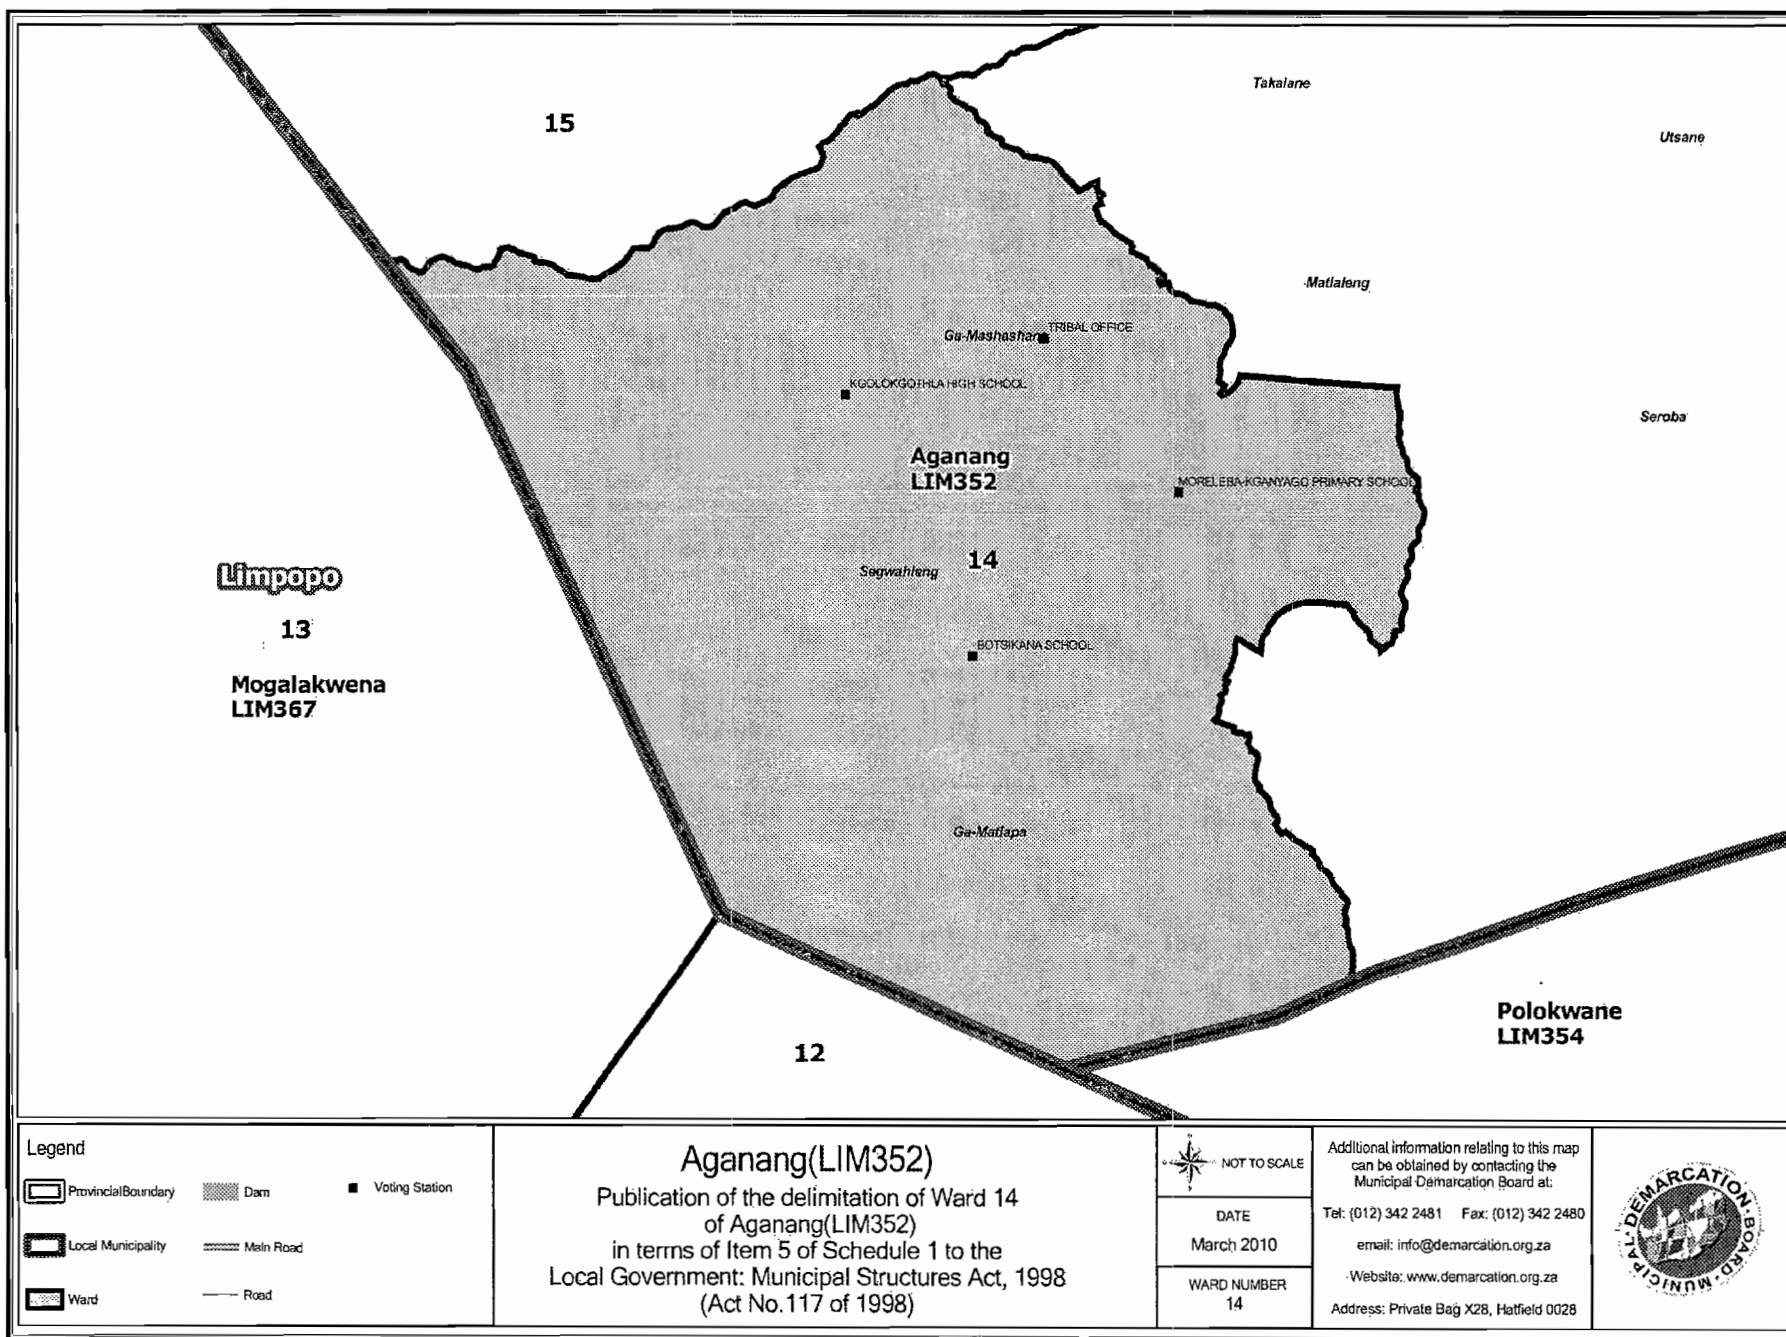 Takalane
15
Utsane
Matlaleng
Ga-Mashashan
TRIBAL OFFICE
KGOLOKGOTHLA HIGH SCHOOL
Seroba
Aganang
LIM352
MORELEBA-KGANYAGO PRIMARY SCHOOL
14
Segwahleng
Limpopo
13
BOTSIKANA SCHOOL
Mogalakwena
LIM367
Ga-Matlapa
Polokwane
LIM354
12
Legend
Provincial Boundary
Dam
Voting Station
Local Municipality
Main Road
Ward
Road
Aganang(LIM352)
Publication of the delimitation of Ward 14
of Aganang(LIM352)
in terms of Item 5 of Schedule 1 to the
Local Government: Municipal Structures Act, 1998
(Act No.117 of 1998)
NOT TO SCALE
DATE
March 2010
WARD NUMBER
14
Additional information relating to this map
can be obtained by contacting the
Municipal Demarcation Board at:
Tel: (012) 342 2481 Fax: (012) 342 2480
email: info@demarcation.org.za
Website: www.demarcation.org.za
Address: Private Bag X28, Hatfield 0028
MUNICIPAL DEMARCATION BOARD